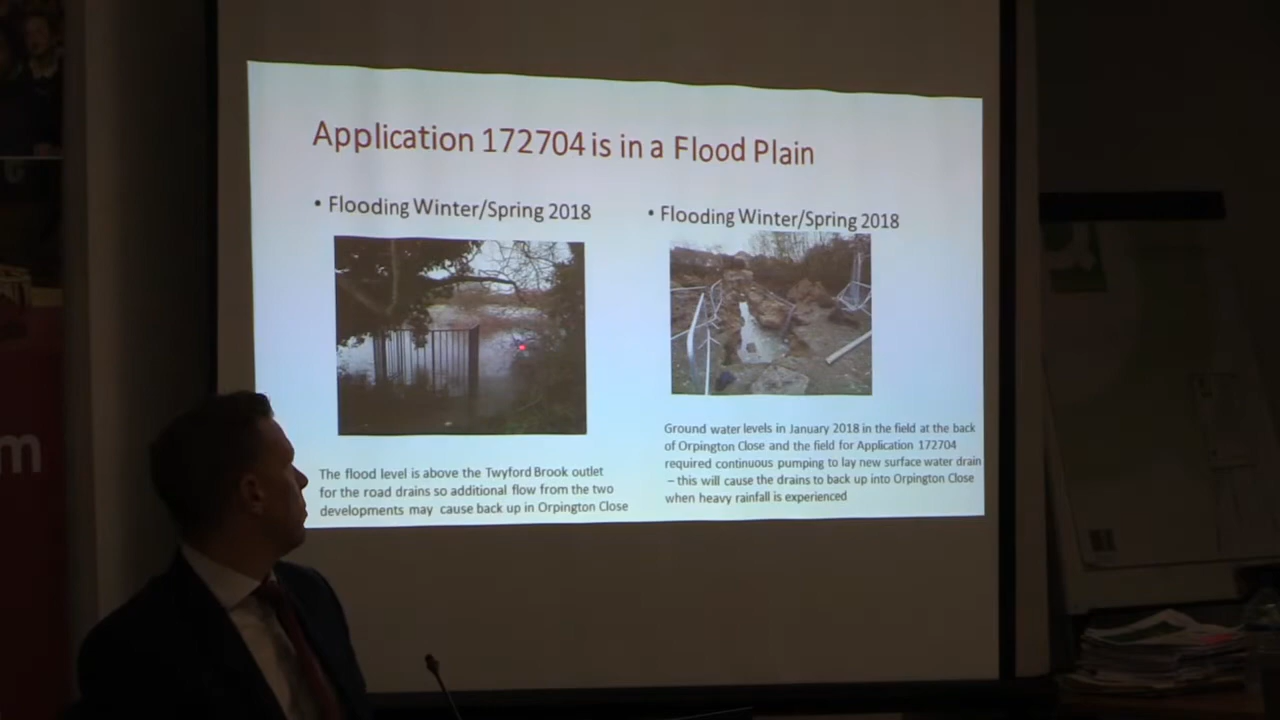 Application 172704 is in a Flood Plain
• Flooding Winter/Spring 2018
The flood level is above the Twyford Brook outlet
for the road drains so additional flow from the two
developments may cause back up in Orpington Close
• Flooding Winter/Spring 2018
Ground water levels in January 2018 in the field at the back
of Orpington Close and the field for Application 172704
required continuous pumping to lay new surface water drain
– this will cause the drains to back up into Orpington Close
when heavy rainfall is experienced
m